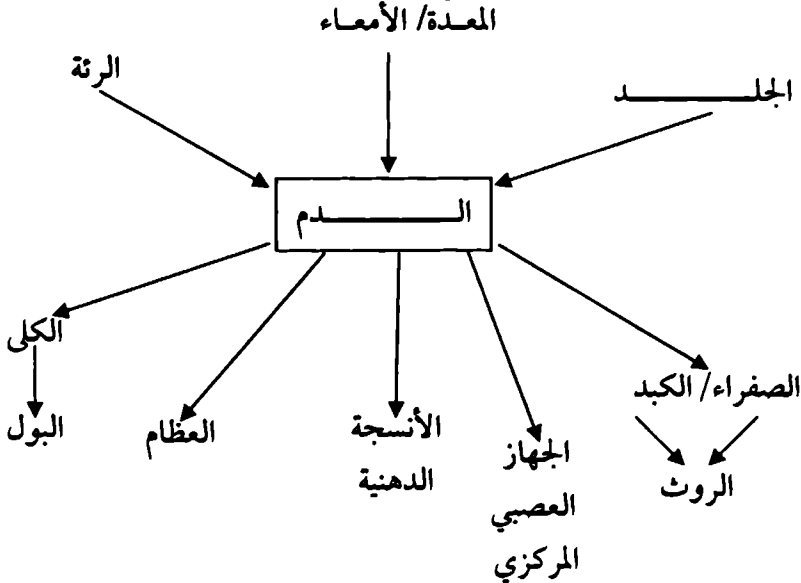 المعدة/ الأمعاء
الجلد
الرئة
الدم
الكلى
الصفراء/ الكبد
البول
العظام
الأنسجة
الدهنية
الجهاز
العصبي
المركزي
الروث